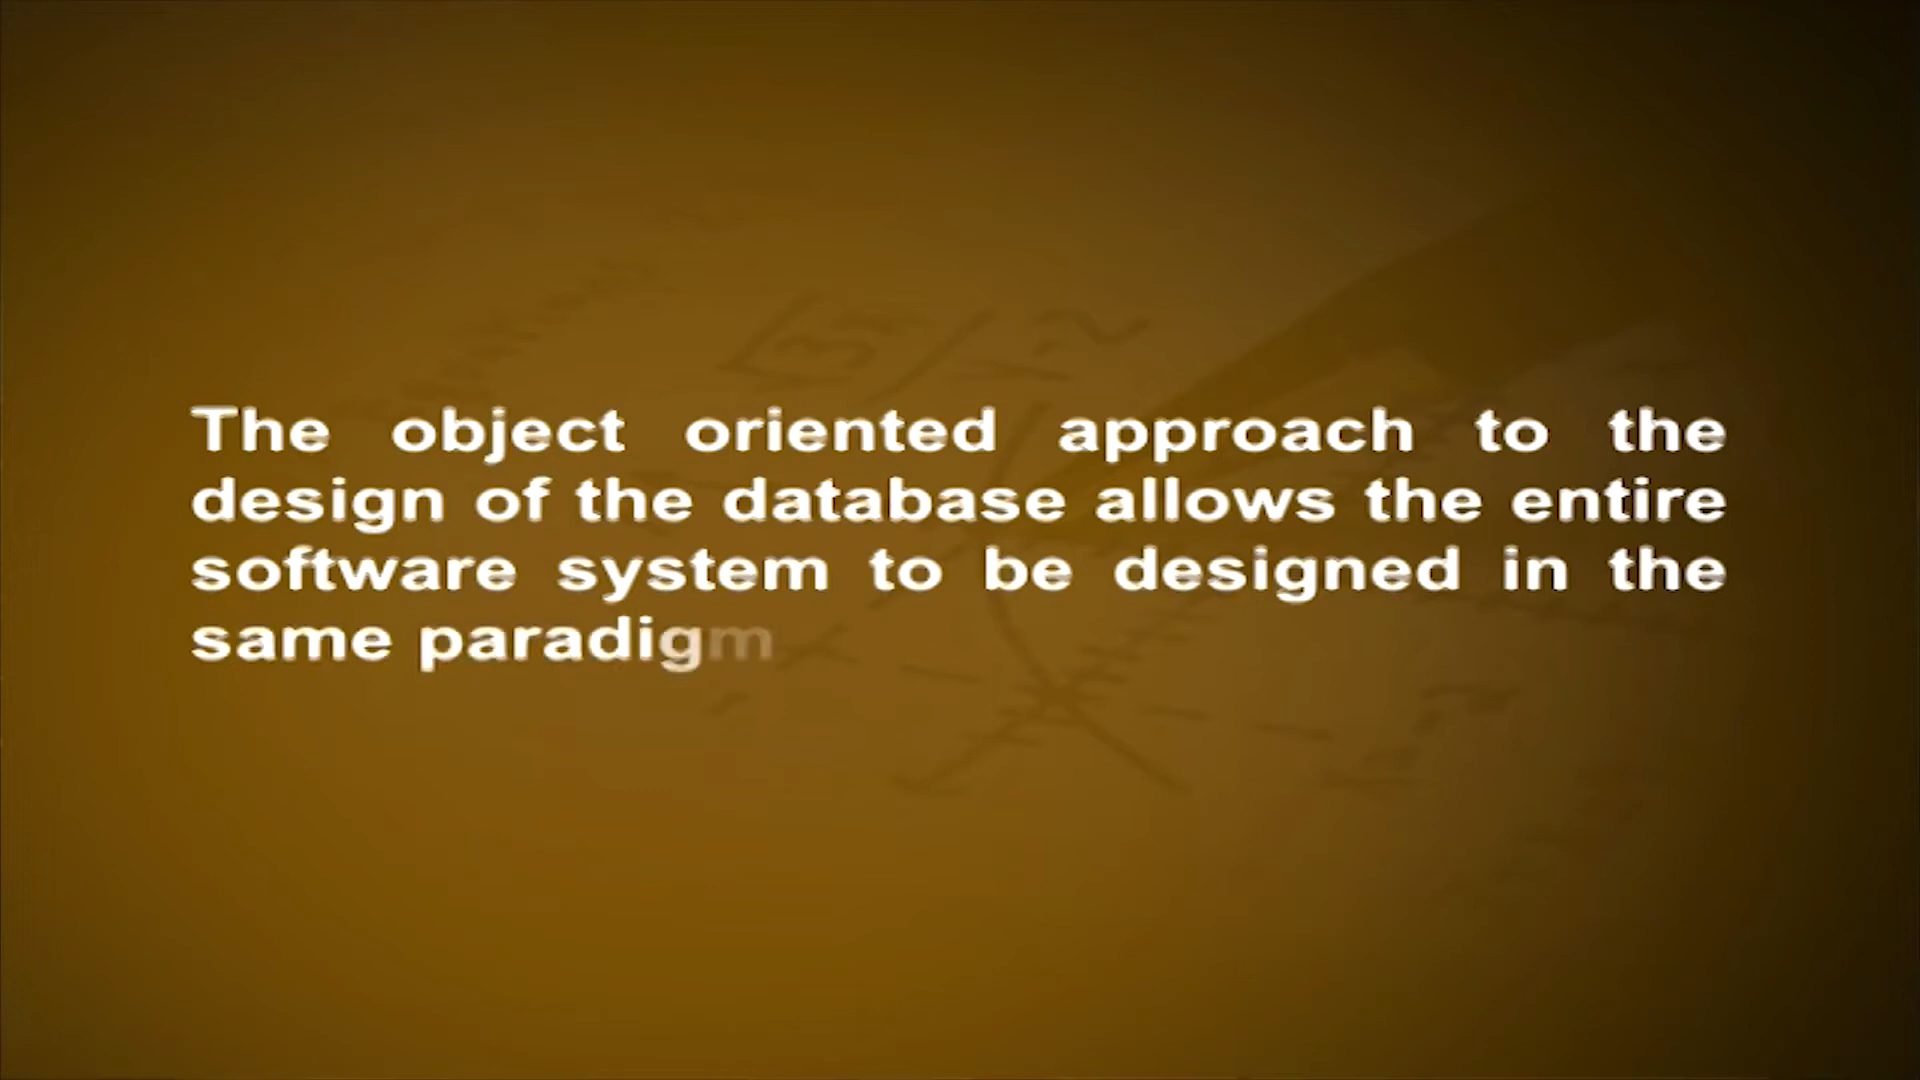 The object oriented approach to the
design of the database allows the entire
software system to be designed in the
same paradigm